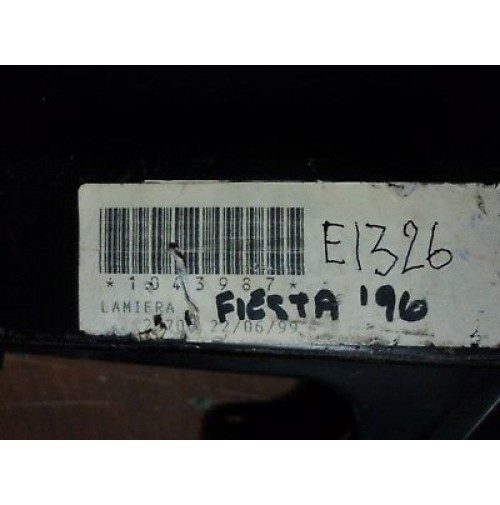 E1326
*1043987*
LAMIERA
FIESTA '96
22/06/99